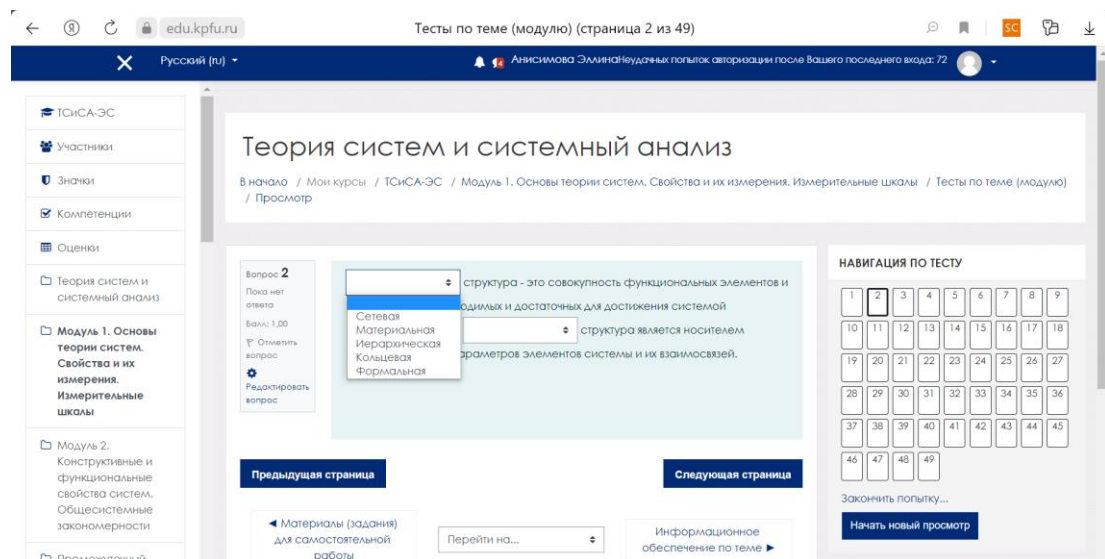 edu.kpfu.ru
Тесты по теме (модулю) (страница 2 из 49)
SC
Русский (ru)
Анисимова Эллина
Неудачных попыток авторизации после Вашего последнего входа: 72
ТСиСА-ЭС
Участники
Значки
Компетенции
Оценки
Теория систем и
системный анализ
Модуль 1. Основы
теории систем.
Свойства и их
измерения.
Измерительные
шкалы
Модуль 2.
Конструктивные и
функциональные
свойства систем.
Общесистемные
закономерности
Теория систем и системный анализ
В начало / Мои курсы / ТСиСА-ЭС / Модуль 1. Основы теории систем. Свойства и их измерения. Измерительные шкалы / Тесты по теме (модулю)
/ Просмотр
Вопрос 2
Пока нет
ответа
Балл: 1,00
Отметить
вопрос
Редактировать
вопрос
структура - это совокупность функциональных элементов и
одимых и достаточных для достижения системой
структура является носителем
араметров элементов системы и их взаимосвязей.
Сетевая
Материальная
Иерархическая
Кольцевая
Формальная
Предыдущая страница
Следующая страница
◄ Материалы (задания)
для самостоятельной
работы
Перейти на...
Информационное
обеспечение по теме ►
НАВИГАЦИЯ ПО ТЕСТУ
1 2 3 4 5 6 7 8 9
10 11 12 13 14 15 16 17 18
19 20 21 22 23 24 25 26 27
28 29 30 31 32 33 34 35 36
37 38 39 40 41 42 43 44 45
46 47 48 49
Закончить попытку...
Начать новый просмотр